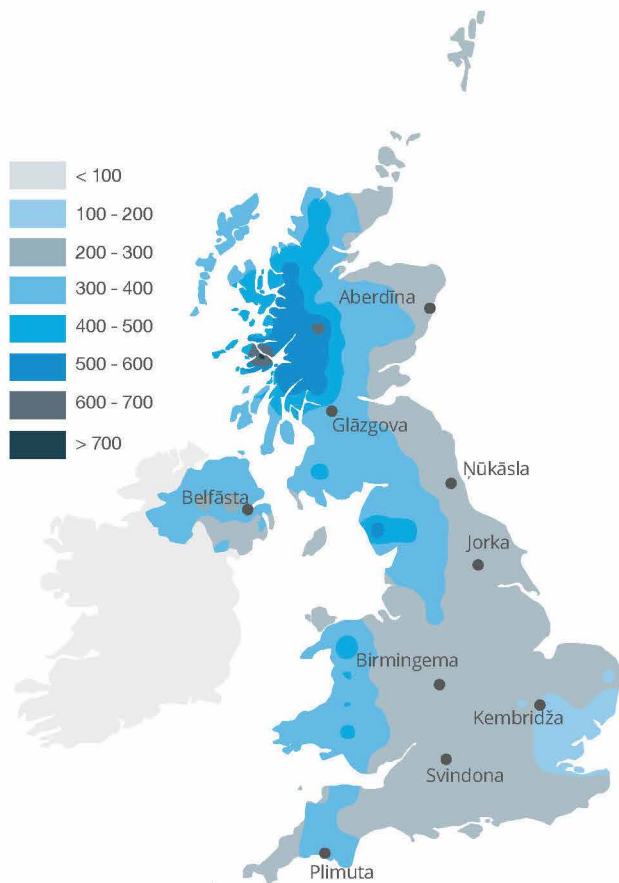 < 100
100 - 200
200 - 300
300 - 400
400 - 500
500 - 600
600 - 700
> 700
Aberdīna
Glāzgova
Ņūkāsla
Belfāsta
Jorka
Birmingema
Kembridža
Svindona
Plimuta